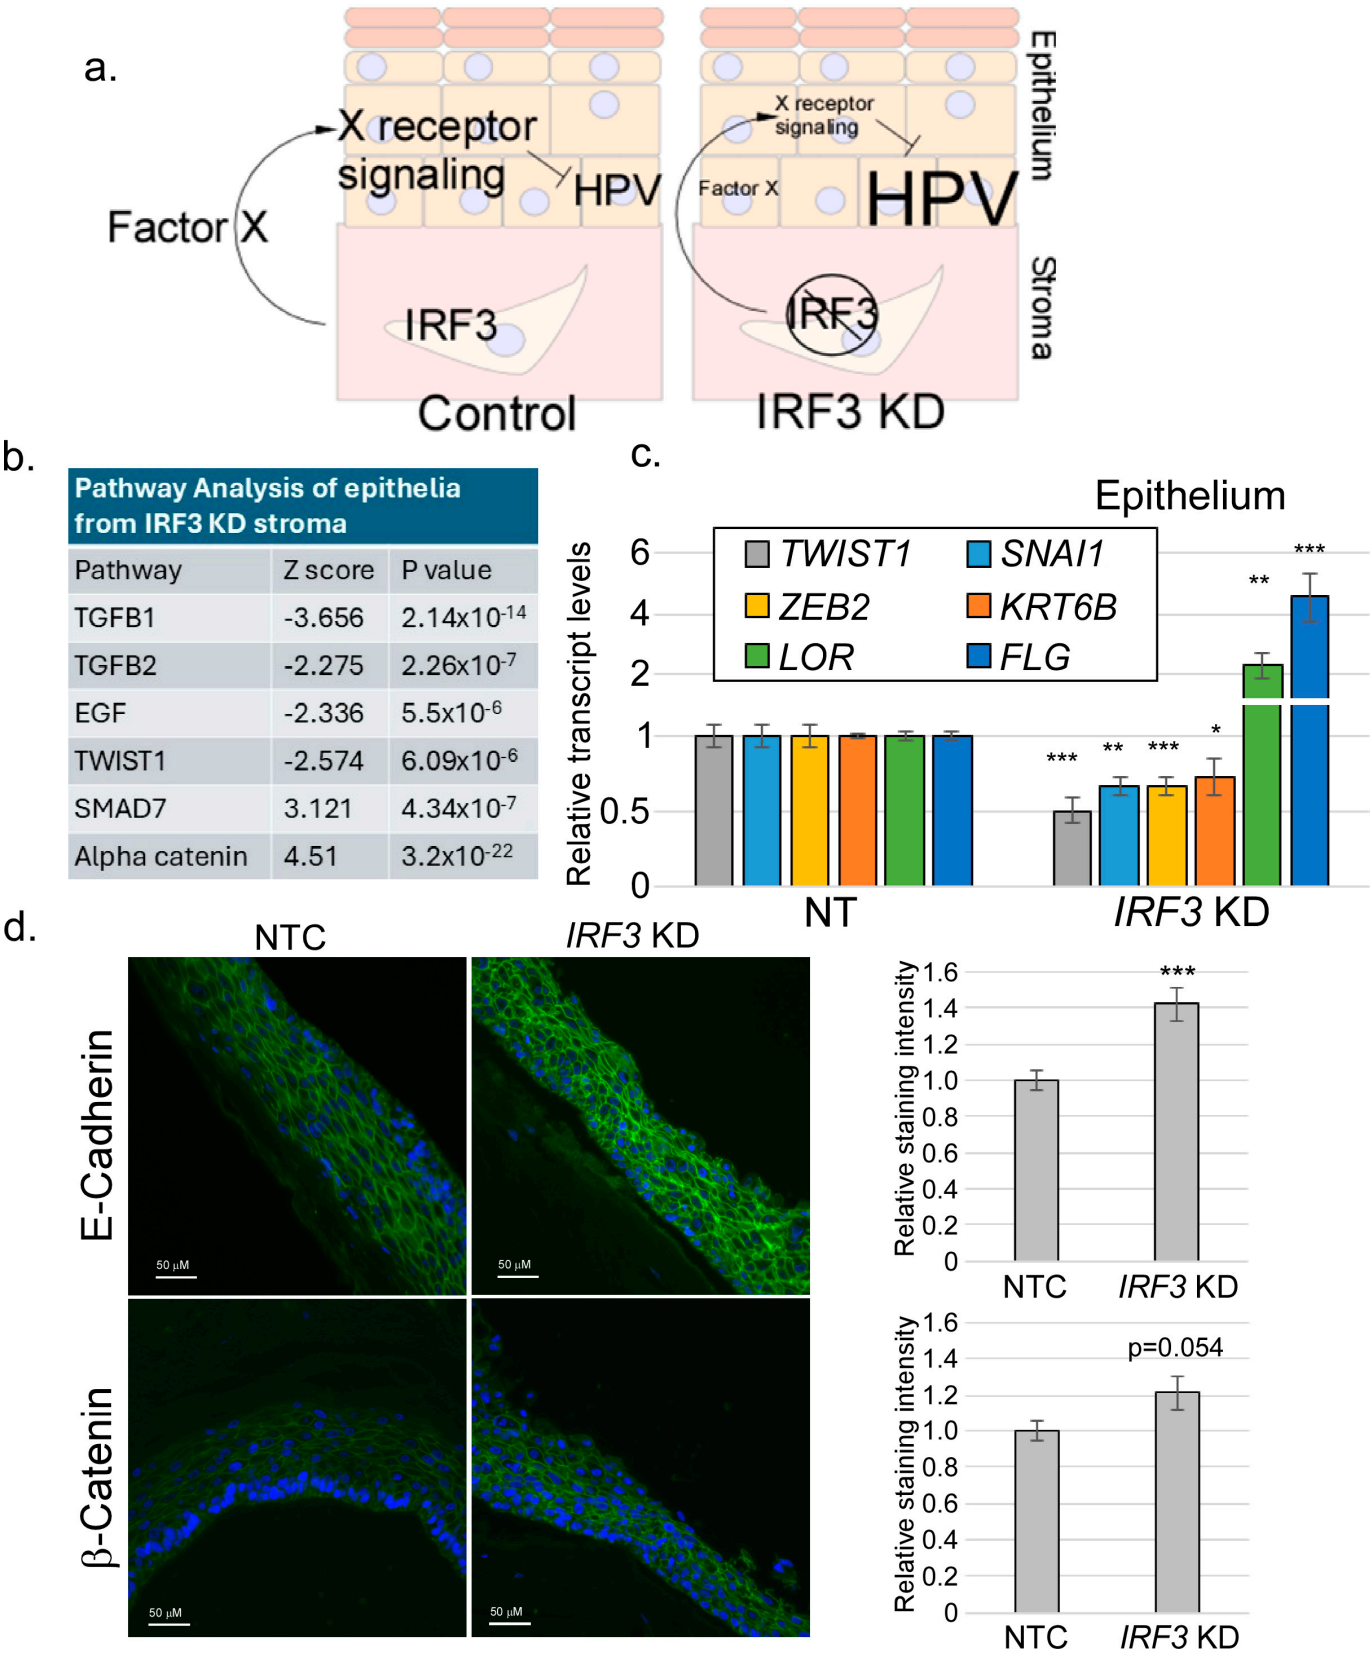 a.
X receptor
signaling
HPV
Factor X
IRF3
Control
X receptor
signaling
Factor X
HPV
IRF3
IRF3 KD
Epithelium
Stroma
b.
Pathway Analysis of epithelia
from IRF3 KD stroma
Pathway Z score P value
TGFB1 -3.656 2.14x10-14
TGFB2 -2.275 2.26x10-7
EGF -2.336 5.5x10-6
TWIST1 -2.574 6.09x10-6
SMAD7 3.121 4.34x10-7
Alpha catenin 4.51 3.2x10-22
c.
Epithelium
Relative transcript levels
6
4
2
1
0.5
0
TWIST1 SNAI1
ZEB2 KRT6B
LOR FLG
***
**
***
*
**
***
NT
IRF3 KD
d.
NTC
IRF3 KD
E-Cadherin
50 μM
50 μM
β-Catenin
50 μM
50 μM
Relative staining intensity
1.6
1.4
1.2
1.0
0.8
0.6
0.4
0.2
0
***
NTC
IRF3 KD
Relative staining intensity
1.6
1.4
1.2
1.0
0.8
0.6
0.4
0.2
0
p=0.054
NTC
IRF3 KD